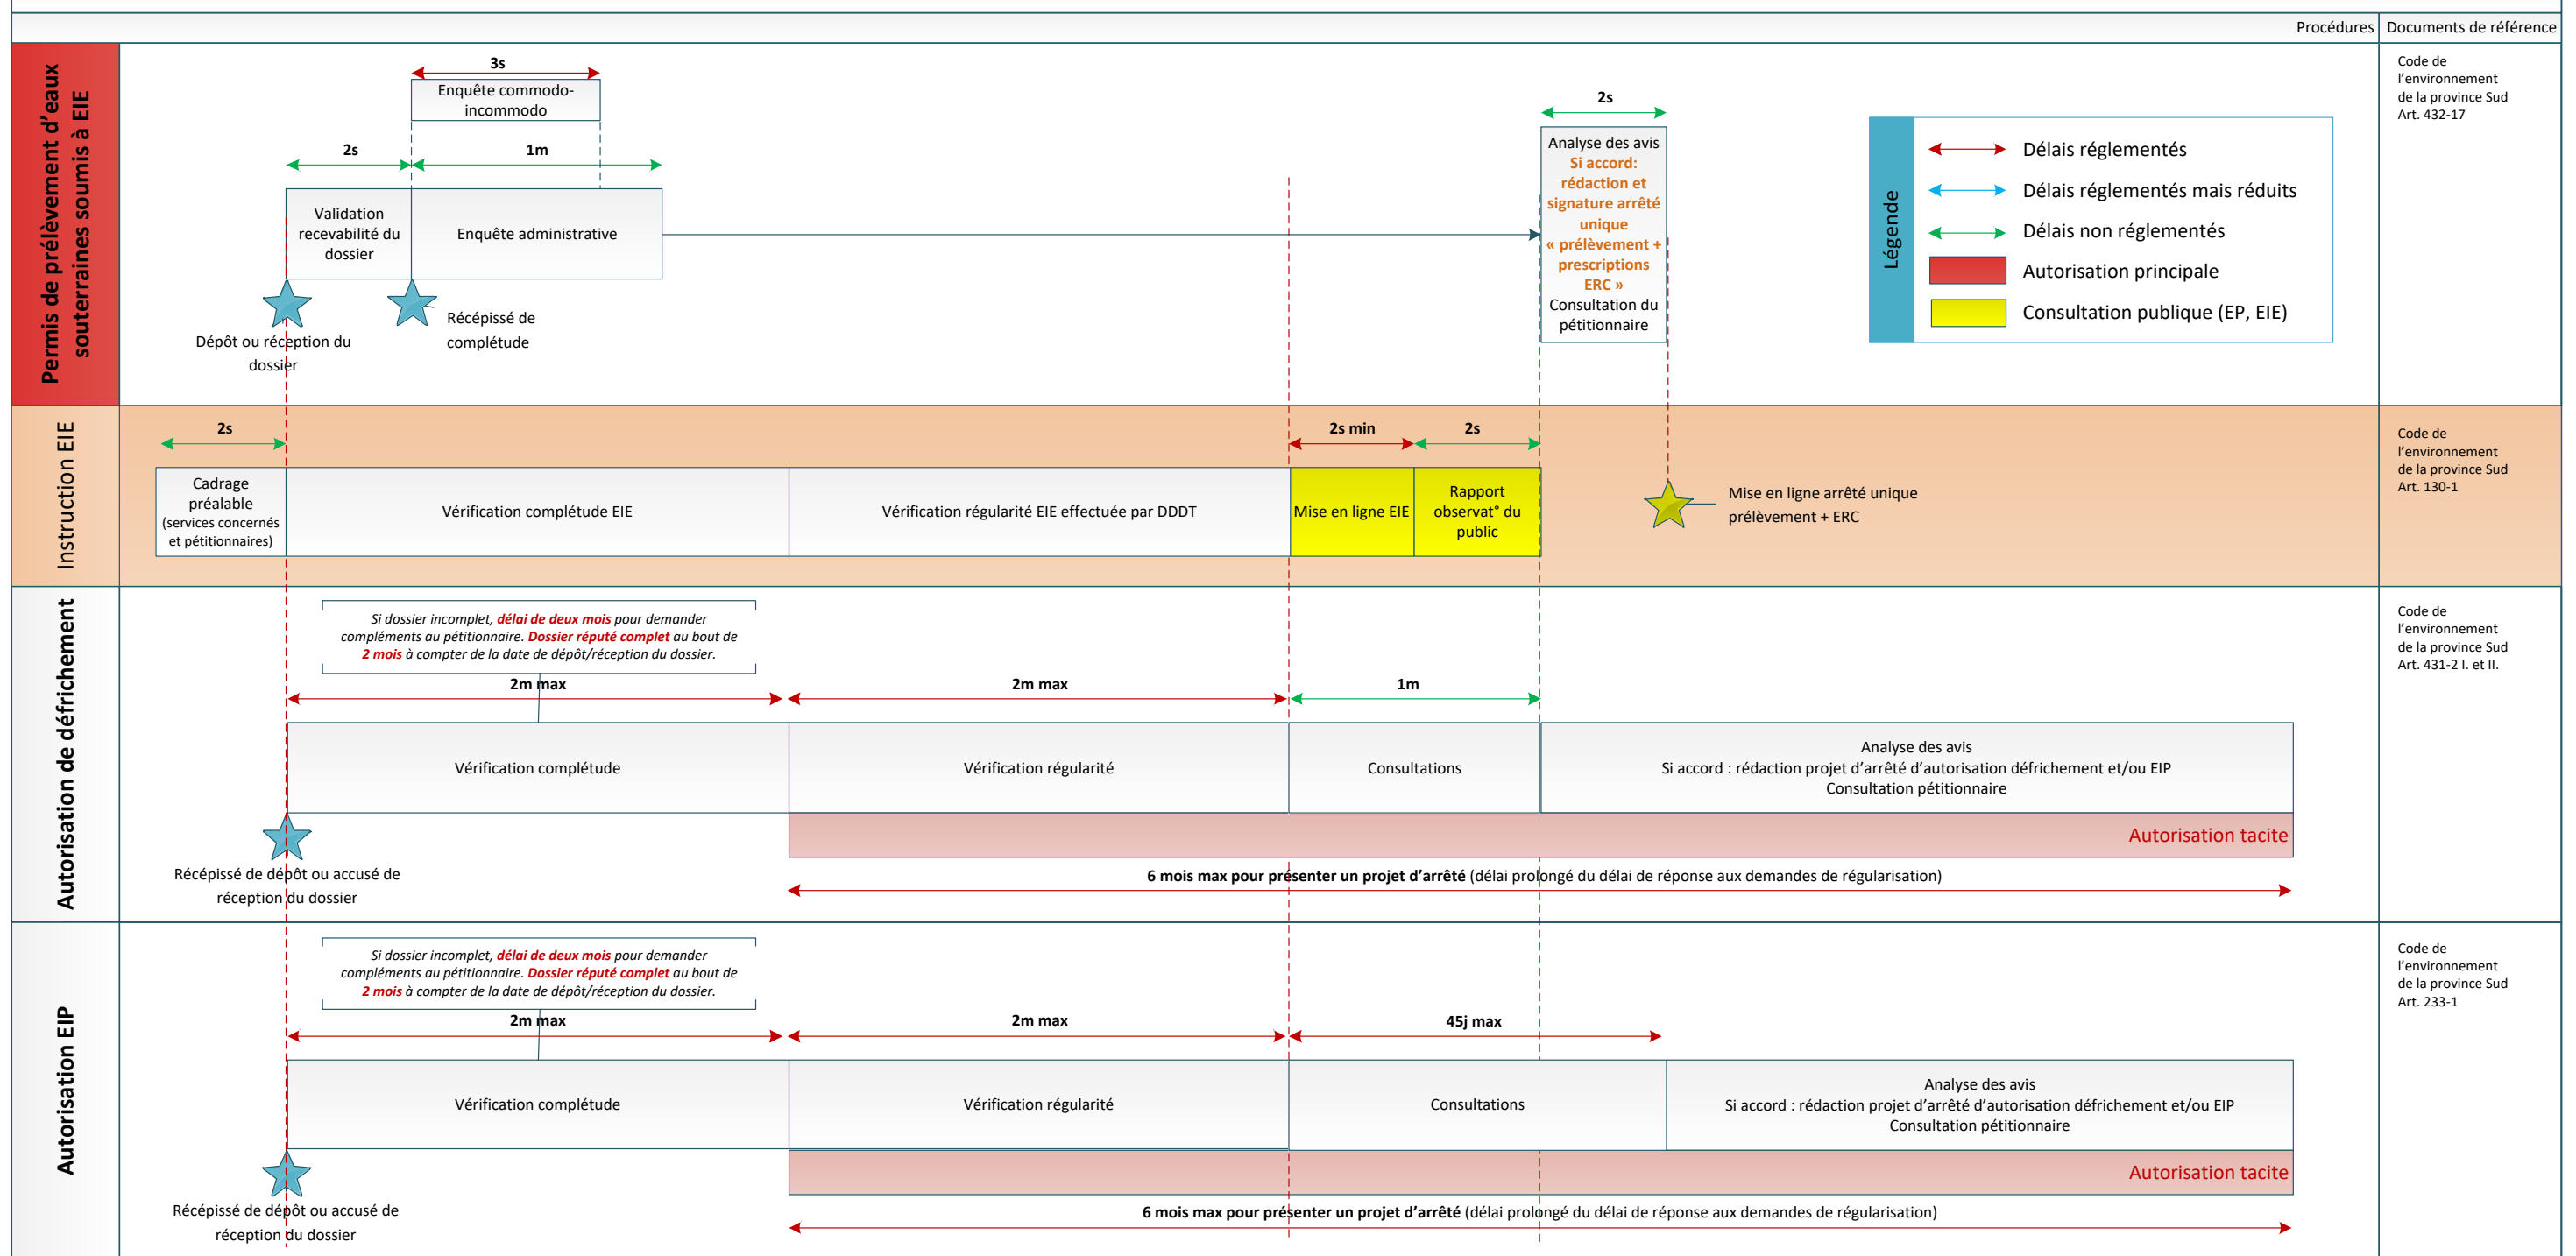 Procédures
Documents de référence
Permis de prélèvement d'eaux
souterraines soumis à EIE
3s
Enquête commodo-
incommodo
2s
1m
Validation
recevabilité du
dossier
Enquête administrative
Dépôt ou réception du
dossier
Récépissé de
complétude
2s
Analyse des avis
Si accord:
rédaction et
signature arrêté
unique
« prélèvement +
prescriptions
ERC »
Consultation du
pétitionnaire
Légende
Délais réglementés
Délais réglementés mais réduits
Délais non réglementés
Autorisation principale
Consultation publique (EP, EIE)
Code de
l'environnement
de la province Sud
Art. 432-17
Instruction EIE
2s
Cadrage
préalable
(services concernés
et pétitionnaires)
Vérification complétude EIE
Vérification régularité EIE effectuée par DDDT
2s min
2s
Mise en ligne EIE
Rapport
observat° du
public
Mise en ligne arrêté unique
prélèvement + ERC
Code de
l'environnement
de la province Sud
Art. 130-1
Autorisation de défrichement
Si dossier incomplet, délai de deux mois pour demander
compléments au pétitionnaire. Dossier réputé complet au bout de
2 mois à compter de la date de dépôt/réception du dossier.
2m max
2m max
1m
Vérification complétude
Vérification régularité
Consultations
Analyse des avis
Si accord : rédaction projet d'arrêté d'autorisation défrichement et/ou EIP
Consultation pétitionnaire
Autorisation tacite
Récépissé de dépôt ou accusé de
réception du dossier
6 mois max pour présenter un projet d'arrêté (délai prolongé du délai de réponse aux demandes de régularisation)
Code de
l'environnement
de la province Sud
Art. 431-2 I. et II.
Autorisation EIP
Si dossier incomplet, délai de deux mois pour demander
compléments au pétitionnaire. Dossier réputé complet au bout de
2 mois à compter de la date de dépôt/réception du dossier.
2m max
2m max
45j max
Vérification complétude
Vérification régularité
Consultations
Analyse des avis
Si accord : rédaction projet d'arrêté d'autorisation défrichement et/ou EIP
Consultation pétitionnaire
Autorisation tacite
Récépissé de dépôt ou accusé de
réception du dossier
6 mois max pour présenter un projet d'arrêté (délai prolongé du délai de réponse aux demandes de régularisation)
Code de
l'environnement
de la province Sud
Art. 233-1